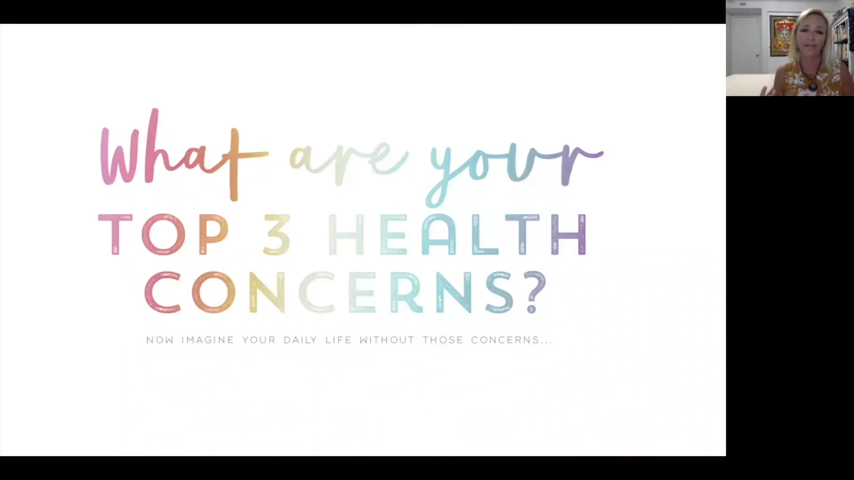 What are your
TOP 3 HEALTH
CONCERNS?
NOW IMAGINE YOUR DAILY LIFE WITHOUT THOSE CONCERNS...